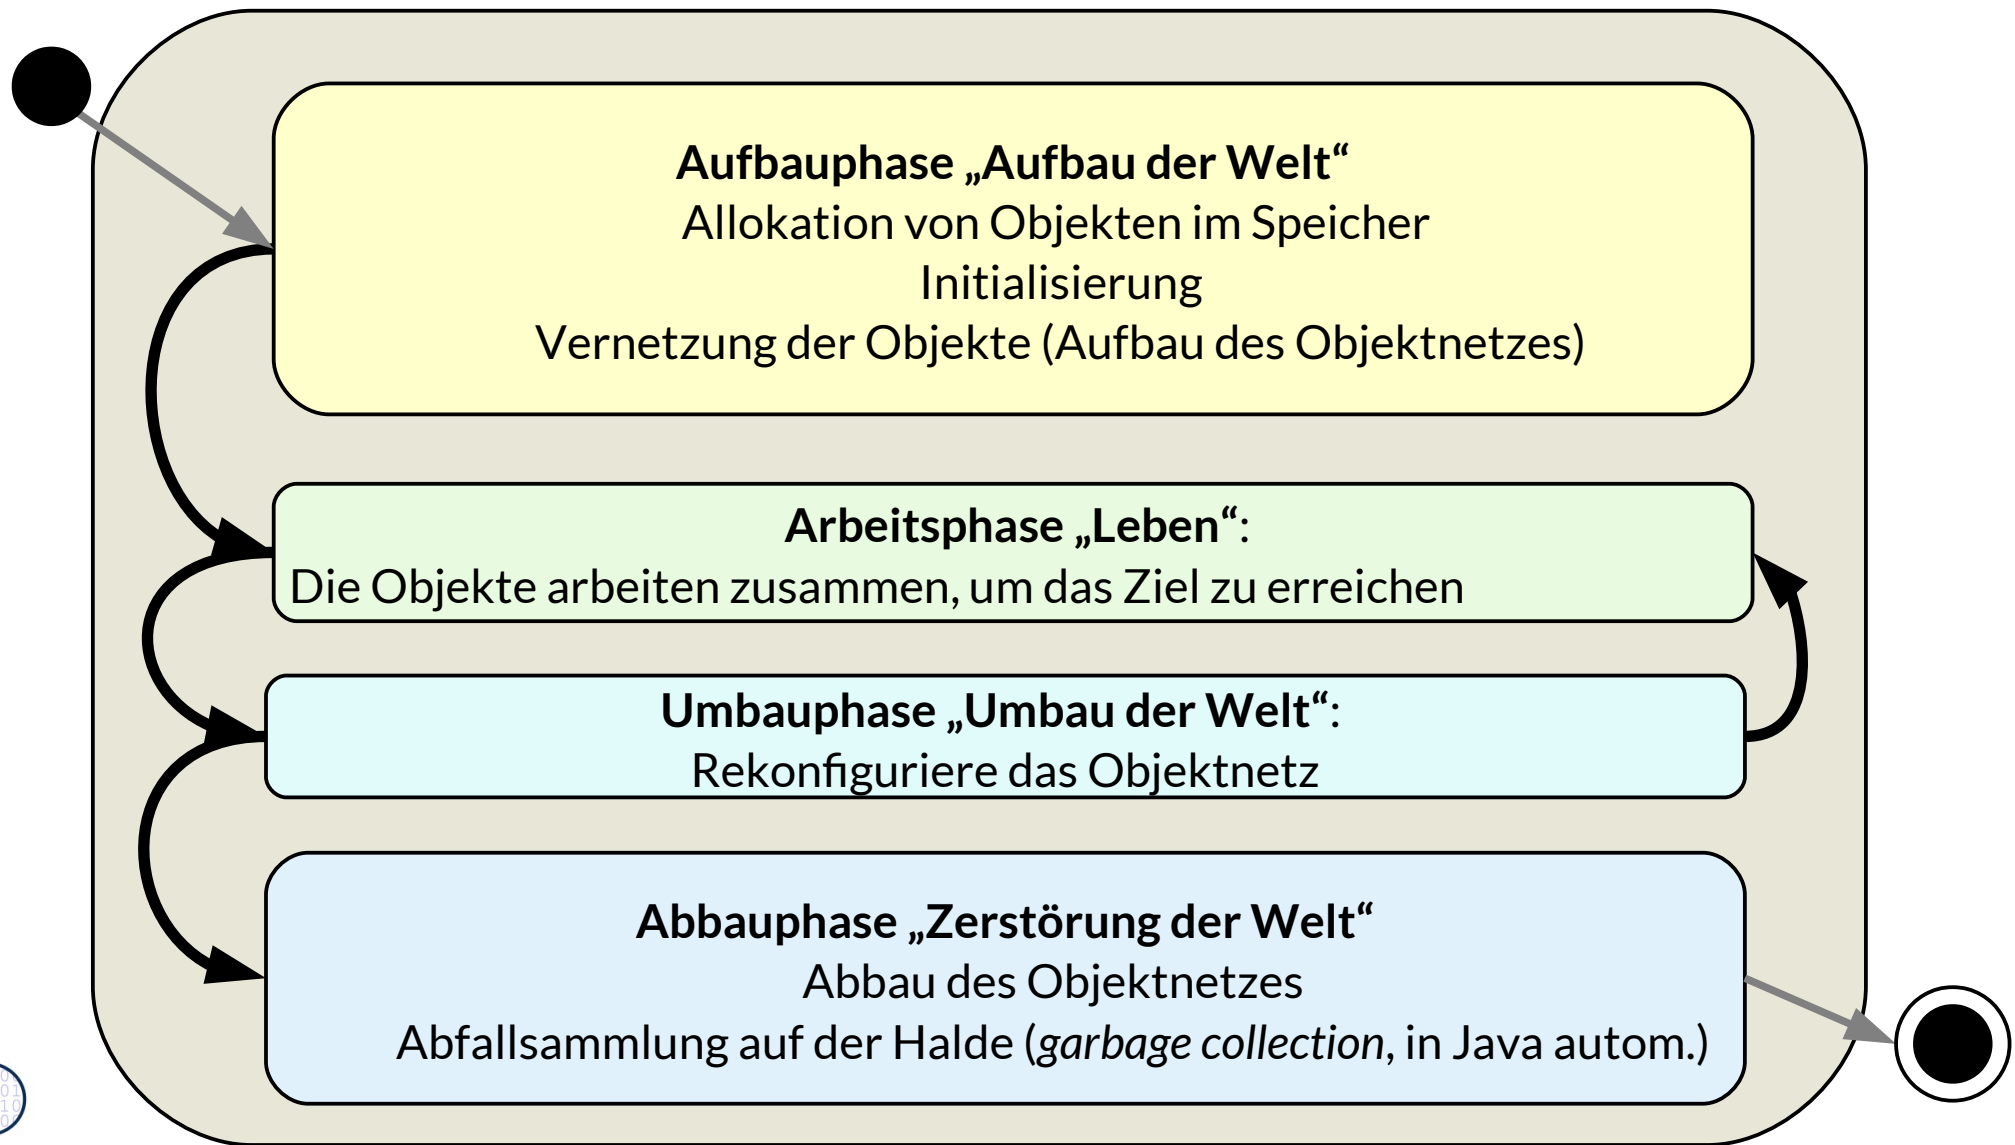 Aufbauphase „Aufbau der Welt“
Allokation von Objekten im Speicher
Initialisierung
Vernetzung der Objekte (Aufbau des Objektnetzes)
Arbeitsphase „Leben“:
Die Objekte arbeiten zusammen, um das Ziel zu erreichen
Umbauphase „Umbau der Welt“:
Rekonfiguriere das Objektnetz
Abbauphase „Zerstörung der Welt“
Abbau des Objektnetzes
Abfallsammlung auf der Halde (garbage collection, in Java autom.)